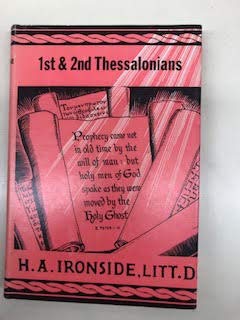 1st & 2nd Thessalonians
Prophecy came not
in old time by the
will of man : but
holy men of God
spake as they were
moved by the
Holy Ghost
H. A. IRONSIDE, LITT. D